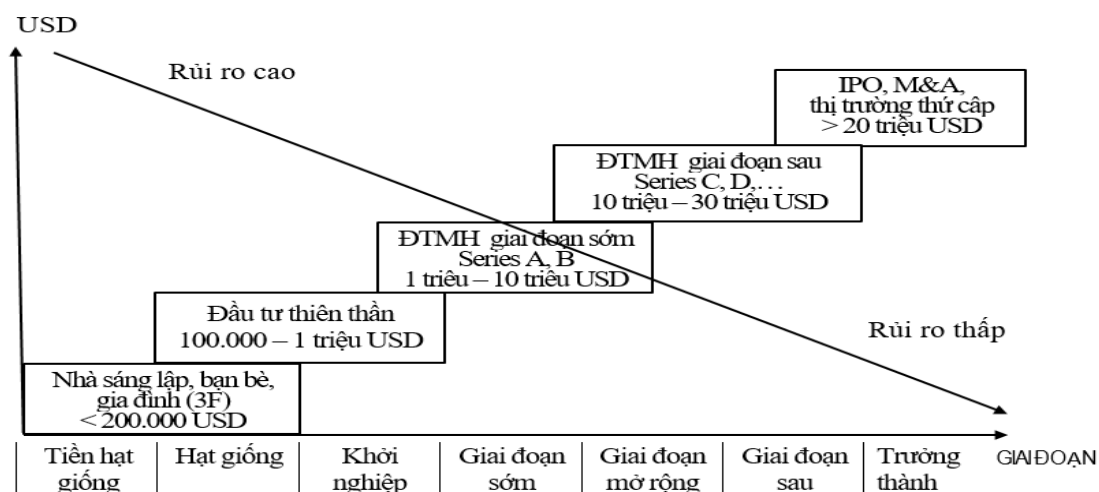 USD
Rủi ro cao
IPO, M&A,
thị trường thứ câp
> 20 triệu USD
ĐTMH giai đoạn sau
Series C, D,…
10 triệu – 30 triệu USD
ĐTMH giai đoạn sớm
Series A, B
1 triêu – 10 triệu USD
Đầu tư thiên thần
100.000 – 1 triệu USD
Rủi ro thấp
Nhà sáng lập, bạn bè,
gia đình (3F)
< 200.000 USD
Tiền hạt
giống
Hạt giống
Khởi
nghiệp
Giai đoạn
sớm
Giai đoạn
mở rộng
Giai đoạn
sau
Trưởng
thành
GIAI ĐOẠN